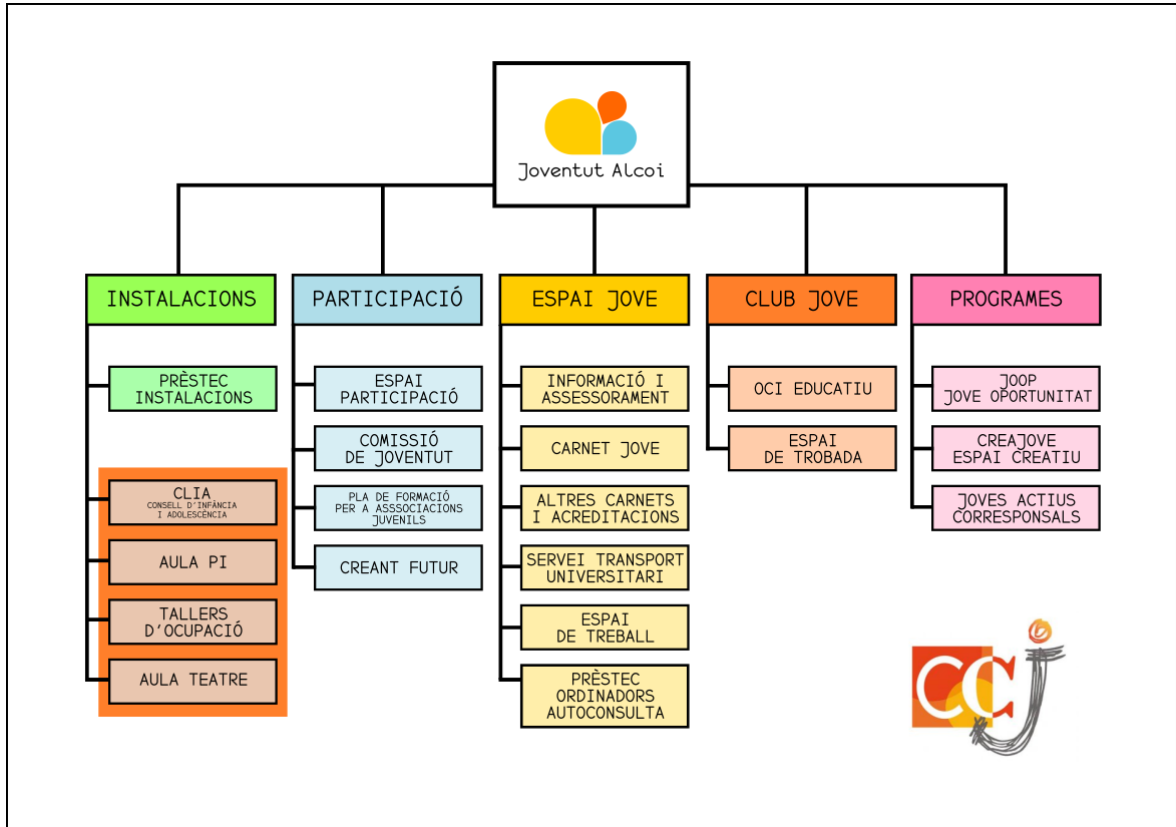 Joventut Alcoi
INSTALACIONS
PRÈSTEC
INSTALACIONS
CLIA
CONSELL D'INFÀNCIA
I ADOLESCÈNCIA
AULA PI
TALLERS
D'OCUPACIÓ
AULA TEATRE
PARTICIPACIÓ
ESPAI
PARTICIPACIÓ
COMISSIÓ
DE JOVENTUT
PLA DE FORMACIÓ
PER A ASSSOCIACIONS
JUVENILS
CREANT FUTUR
ESPAI JOVE
INFORMACIÓ I
ASSESSORAMENT
CARNET JOVE
ALTRES CARNETS
I ACREDITACIONS
SERVEI TRANSPORT
UNIVERSITARI
ESPAI
DE TREBALL
PRÈSTEC
ORDINADORS
AUTOCONSULTA
CLUB JOVE
OCI EDUCATIU
ESPAI
DE TROBADA
PROGRAMES
JOOP
JOVE OPORTUNITAT
CREAJOVE
ESPAI CREATIU
JOVES ACTIUS
CORRESPONSALS
CCJ